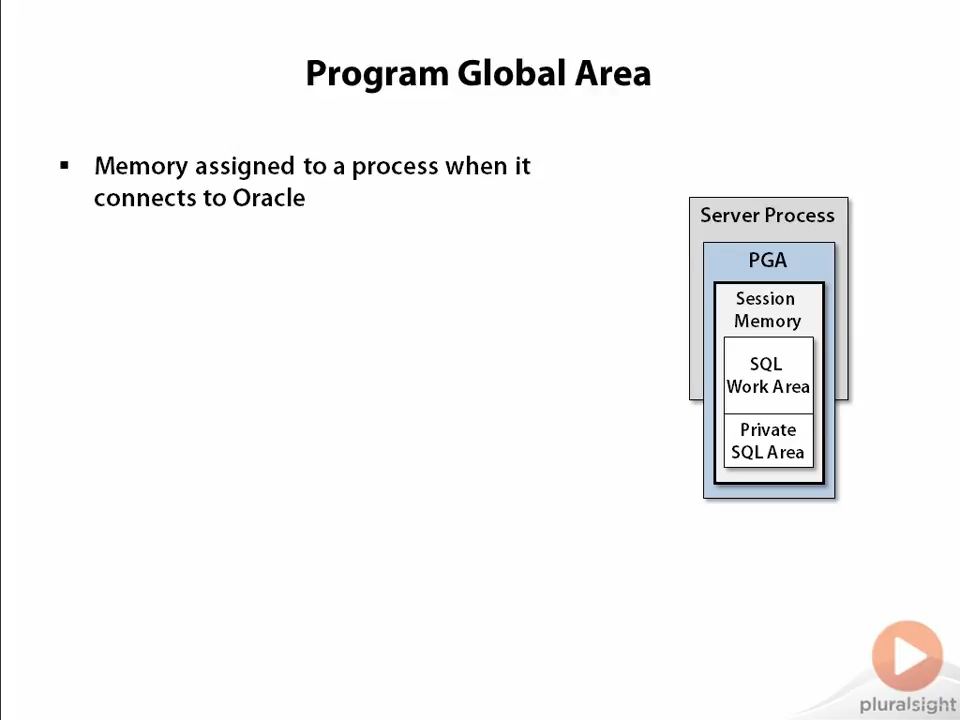 Program Global Area
▪ Memory assigned to a process when it
connects to Oracle
Server Process
PGA
Session
Memory
SQL
Work Area
Private
SQL Area
pluralsight